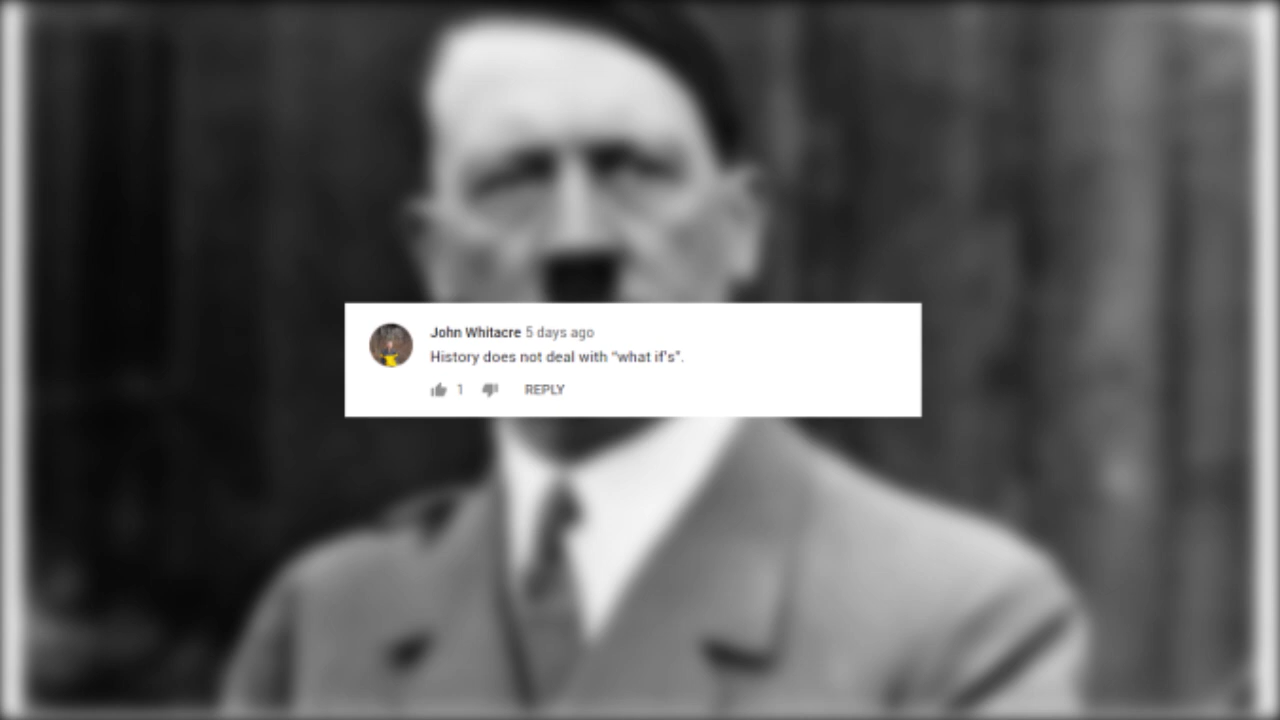 John Whitacre 5 days ago
History does not deal with “what if's”.
1 REPLY